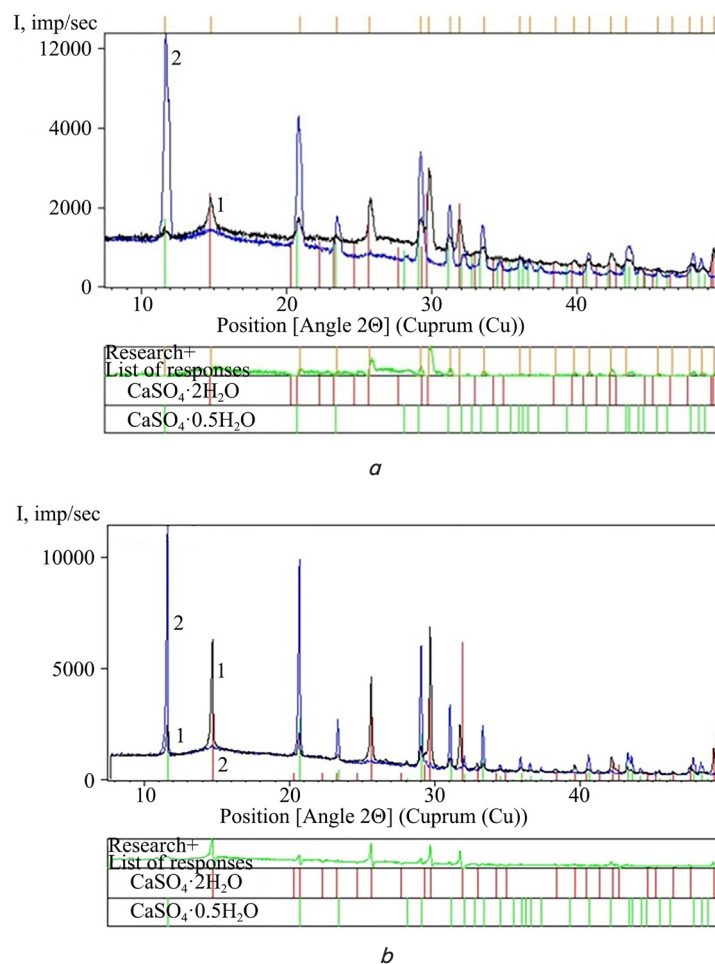 I, imp/sec
12000
2
4000
2000
1
0
10 20 30 40
Position [Angle 2Θ] (Cuprum (Cu))
Research+
List of responses
CaSO₄·2H₂O
CaSO₄·0.5H₂O
a
I, imp/sec
10000
2
5000
1
1
2
0
10 20 30 40
Position [Angle 2Θ] (Cuprum (Cu))
Research+
List of responses
CaSO₄·2H₂O
CaSO₄·0.5H₂O
b